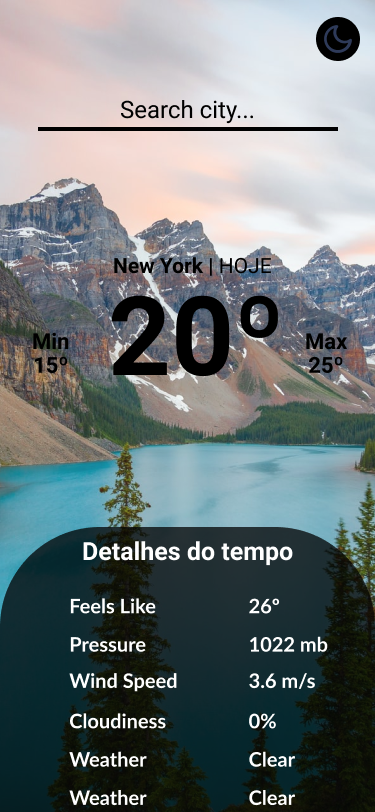 Search city...
New York | HOJE
20º
Min
15º
Max
25º
Detalhes do tempo
Feels Like 26º
Pressure 1022 mb
Wind Speed 3.6 m/s
Cloudiness 0%
Weather Clear
Weather Clear